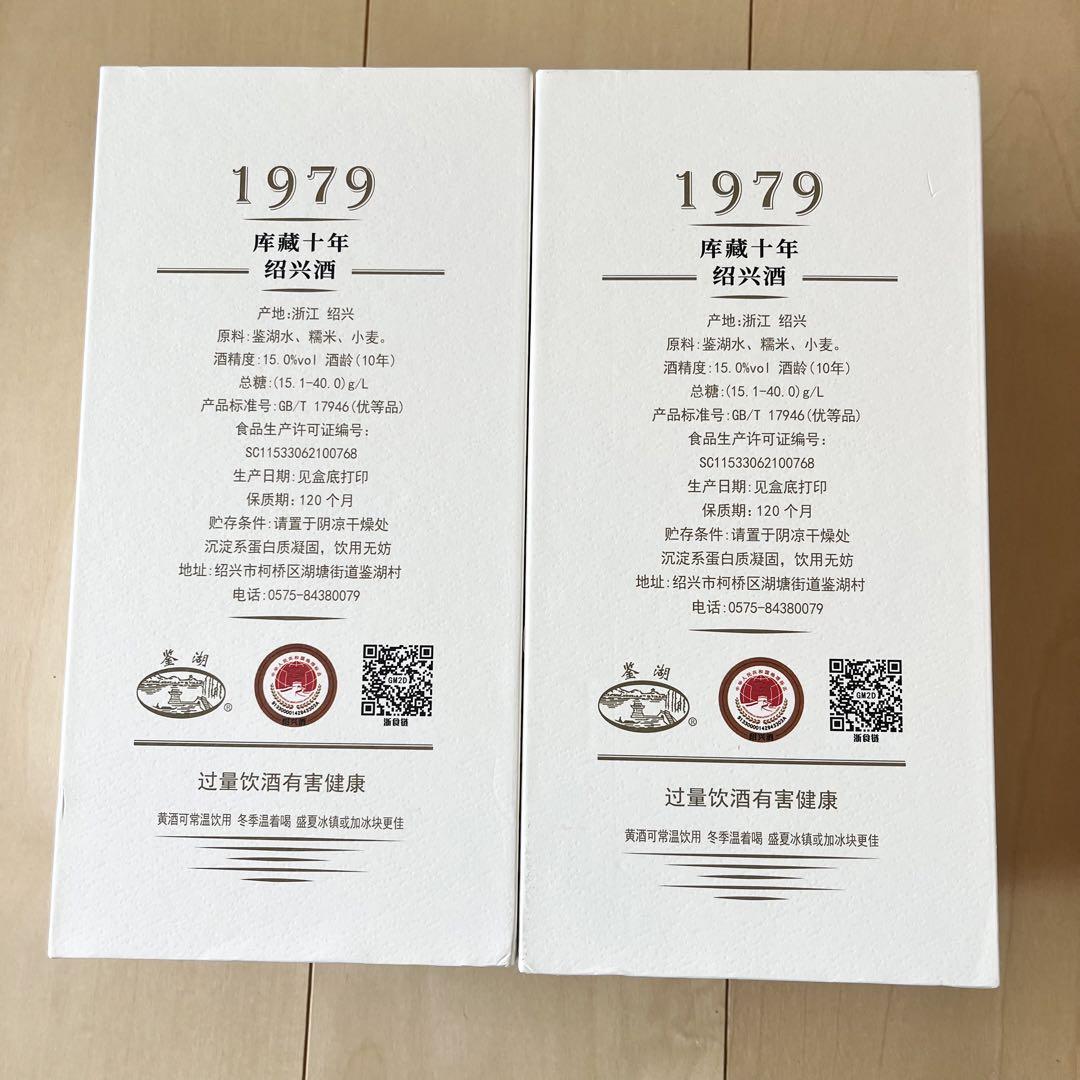 1979
库藏十年
绍兴酒
产地:浙江 绍兴
原料:鉴湖水、糯米、小麦。
酒精度:15.0%vol 酒龄(10年)
总糖:(15.1-40.0)g/L
产品标准号:GB/T 17946(优等品)
食品生产许可证编号:
SC11533062100768
生产日期:见盒底打印
保质期:120个月
贮存条件:请置于阴凉干燥处
沉淀系蛋白质凝固，饮用无妨
地址:绍兴市柯桥区湖塘街道鉴湖村
电话:0575-84380079
鉴湖
®
绍兴酒
GM2D
浙食链
过量饮酒有害健康
黄酒可常温饮用 冬季温着喝 盛夏冰镇或加冰块更佳
1979
库藏十年
绍兴酒
产地:浙江 绍兴
原料:鉴湖水、糯米、小麦。
酒精度:15.0%vol 酒龄(10年)
总糖:(15.1-40.0)g/L
产品标准号:GB/T 17946(优等品)
食品生产许可证编号:
SC11533062100768
生产日期:见盒底打印
保质期:120个月
贮存条件:请置于阴凉干燥处
沉淀系蛋白质凝固，饮用无妨
地址:绍兴市柯桥区湖塘街道鉴湖村
电话:0575-84380079
鉴湖
®
绍兴酒
GM2D
浙食链
过量饮酒有害健康
黄酒可常温饮用 冬季温着喝 盛夏冰镇或加冰块更佳